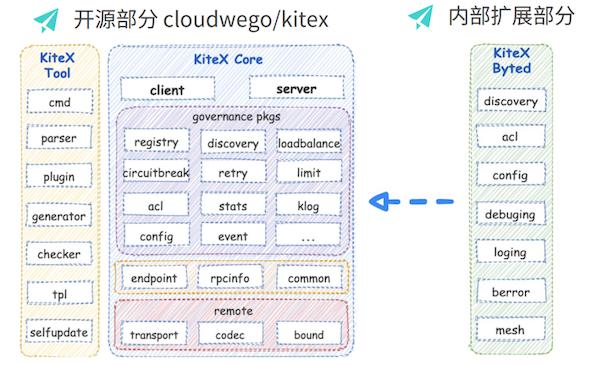 开源部分 cloudwego/kitex
内部扩展部分
KiteX
Tool
cmd
parser
plugin
generator
checker
tpl
selfupdate
KiteX Core
client
server
governance pkgs
registry
discovery
loadbalance
circuitbreak
retry
limit
acl
stats
klog
config
event
...
endpoint
rpcinfo
common
remote
transport
codec
bound
KiteX
Byted
discovery
acl
config
debuging
loging
berror
mesh